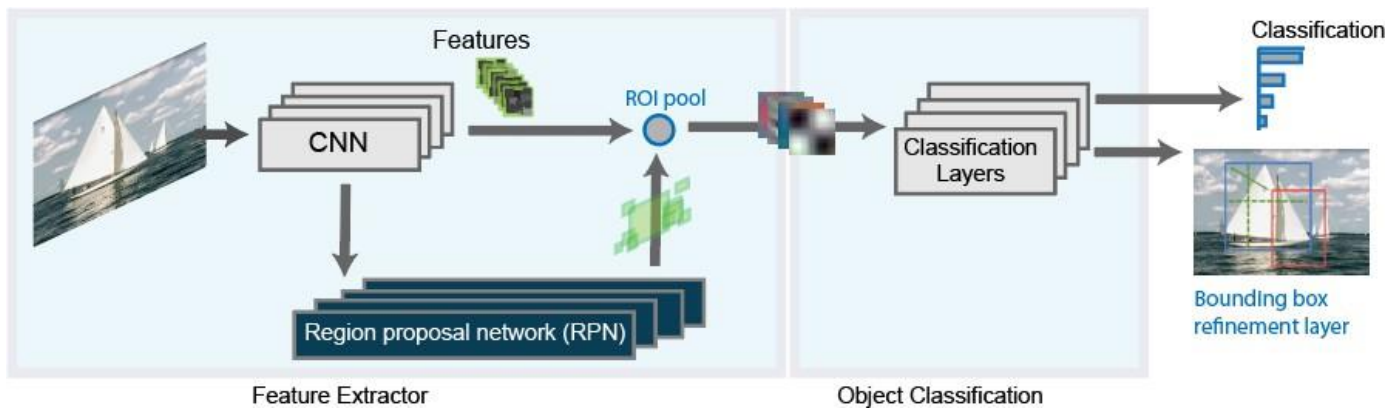 Features
Classification
ROI pool
CNN
Classification
Layers
Region proposal network (RPN)
Bounding box
refinement layer
Feature Extractor
Object Classification